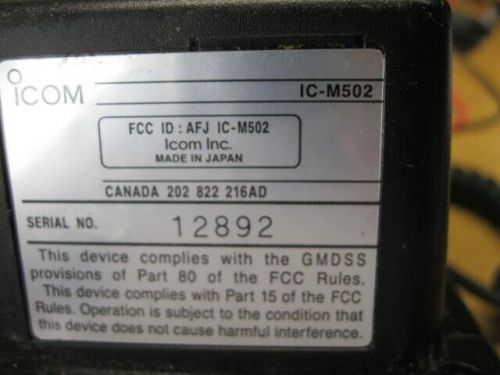 ICOM IC-M502
FCC ID : AFJ IC-M502
Icom Inc.
MADE IN JAPAN
CANADA 202 822 216AD
SERIAL NO. 12892
This device complies with the GMDSS
provisions of Part 80 of the FCC Rules.
This device complies with Part 15 of the FCC
Rules. Operation is subject to the condition that
this device does not cause harmful interference.